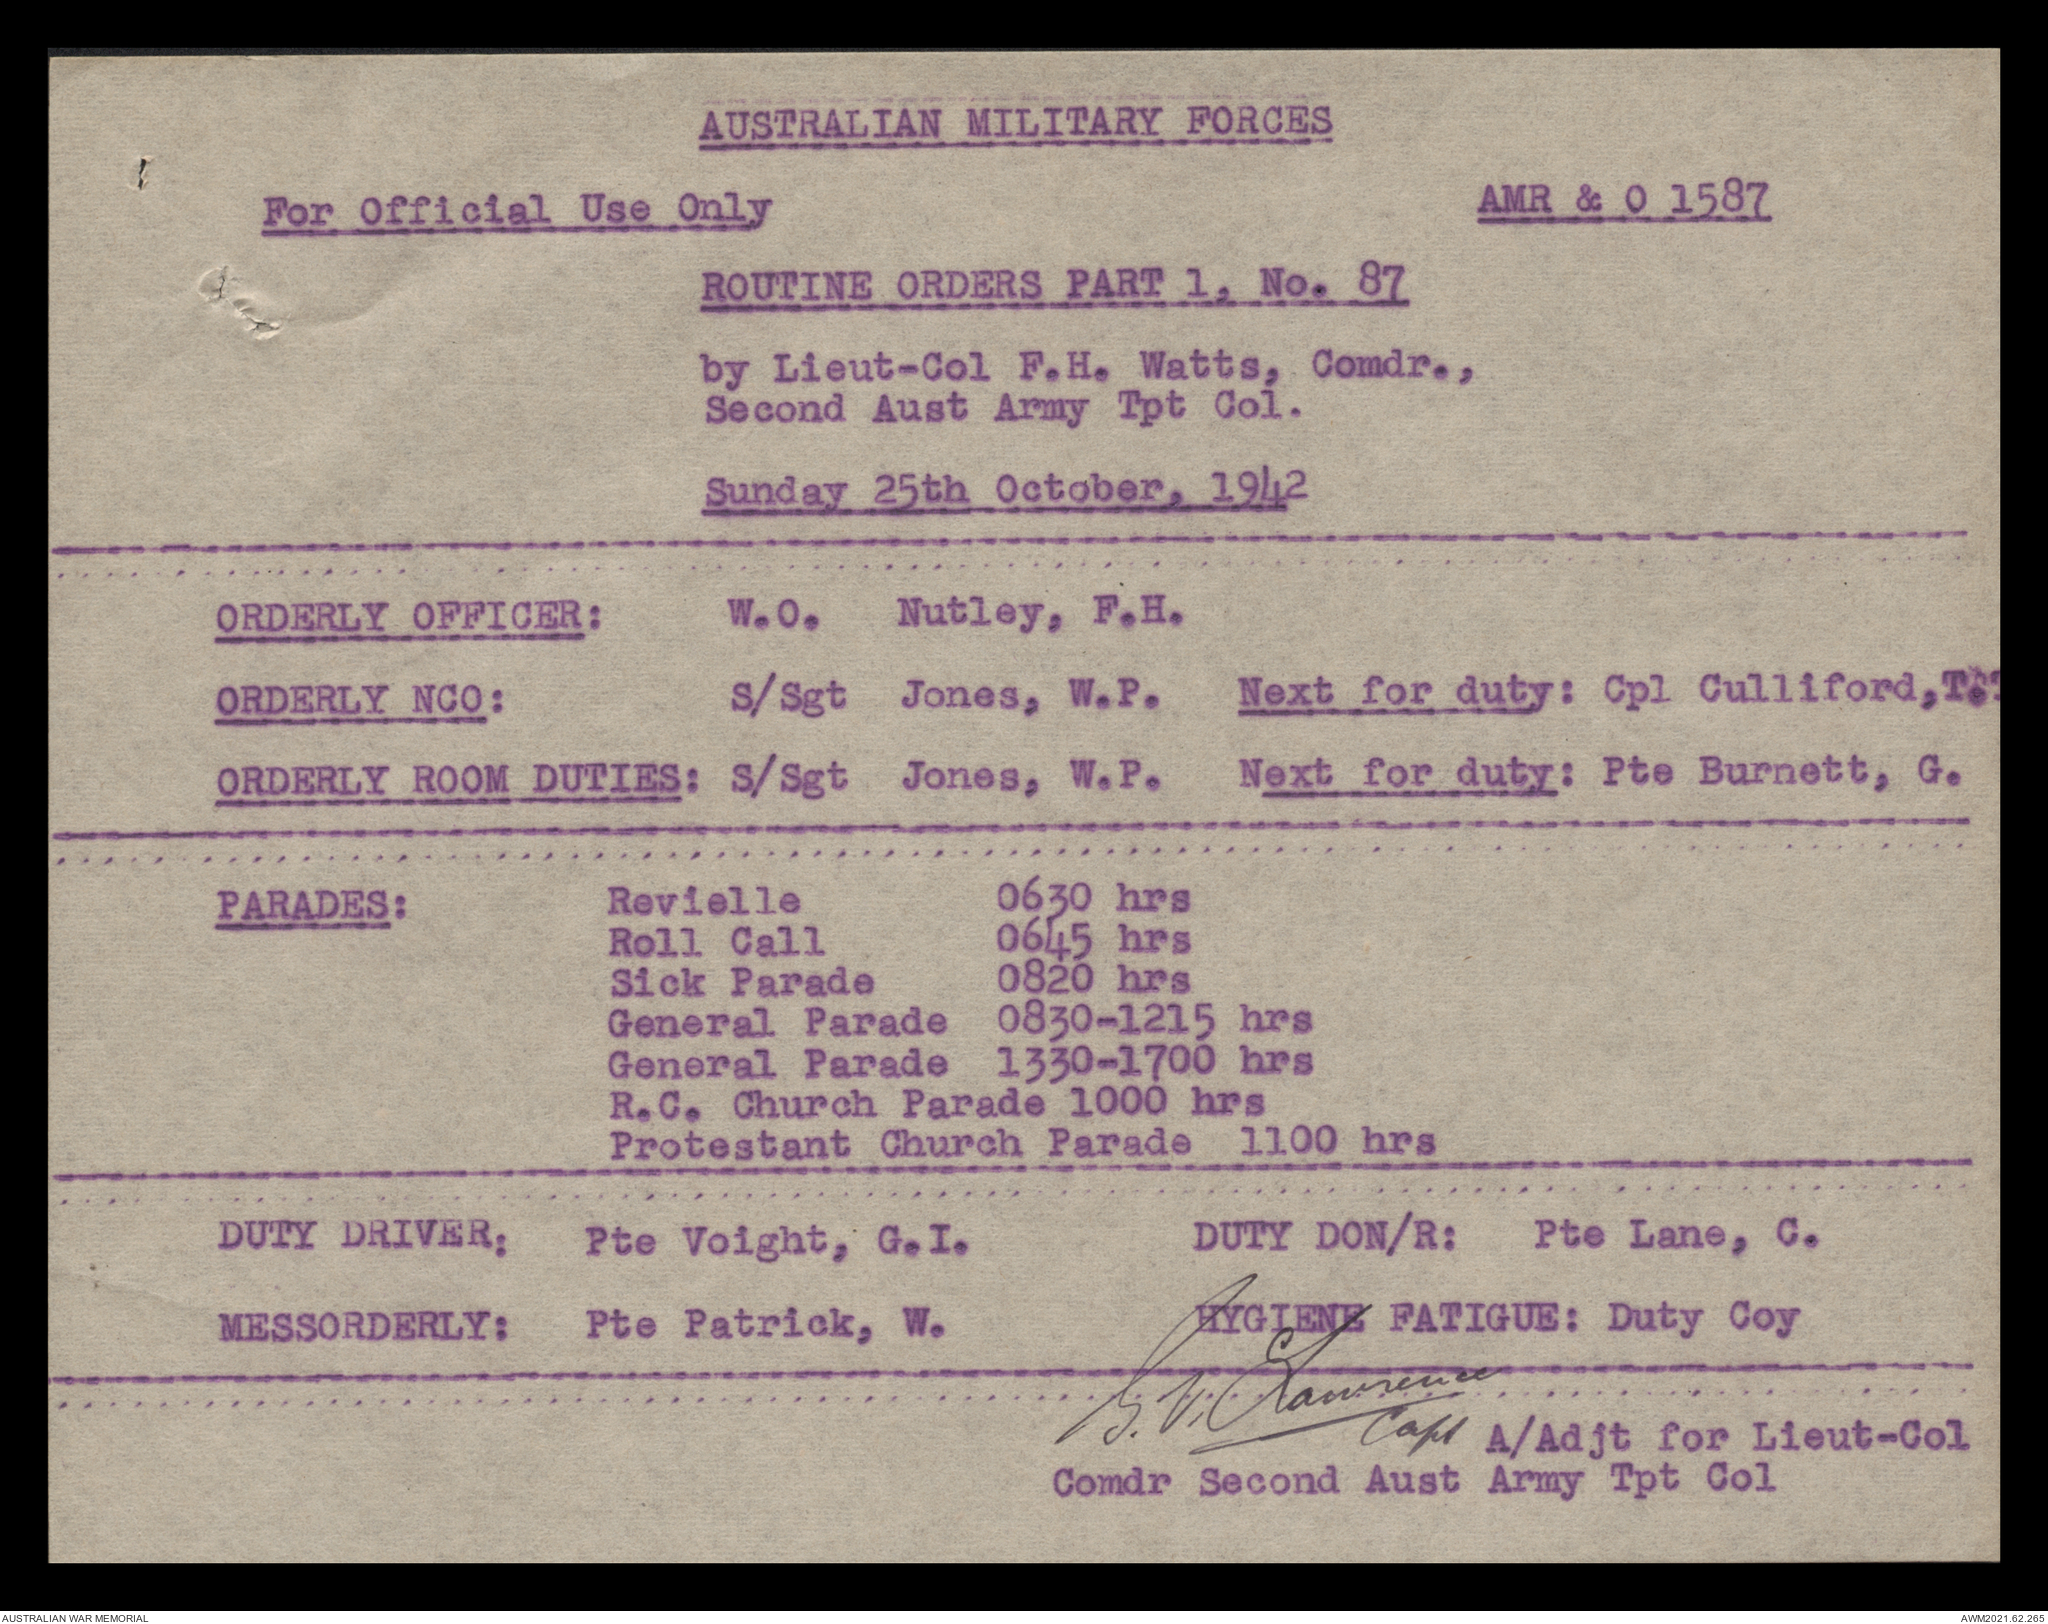 AUSTRALIAN MILITARY FORCES
For Official Use Only
AMR & O 1587
ROUTINE ORDERS PART 1, No. 87
by Lieut-Col F.H. Watts, Comdr.,
Second Aust Army Tpt Col.
Sunday 25th October, 1942
ORDERLY OFFICER: W.O. Nutley, F.H.
ORDERLY NCO: S/Sgt Jones, W.P. Next for duty: Cpl Culliford,
ORDERLY ROOM DUTIES: S/Sgt Jones, W.P. Next for duty: Pte Burnett, G.
PARADES: Revielle 0630 hrs
Roll Call 0645 hrs
Sick Parade 0820 hrs
General Parade 0830-1215 hrs
General Parade 1330-1700 hrs
R.C. Church Parade 1000 hrs
Protestant Church Parade 1100 hrs
DUTY DRIVER: Pte Voight, G.I. DUTY DON/R: Pte Lane, C.
MESSORDERLY: Pte Patrick, W. HYGIENE FATIGUE: Duty Coy
Lawrence
Capt A/Adjt for Lieut-Col
Comdr Second Aust Army Tpt Col
AUSTRALIAN WAR MEMORIAL
AWM2021.62.265